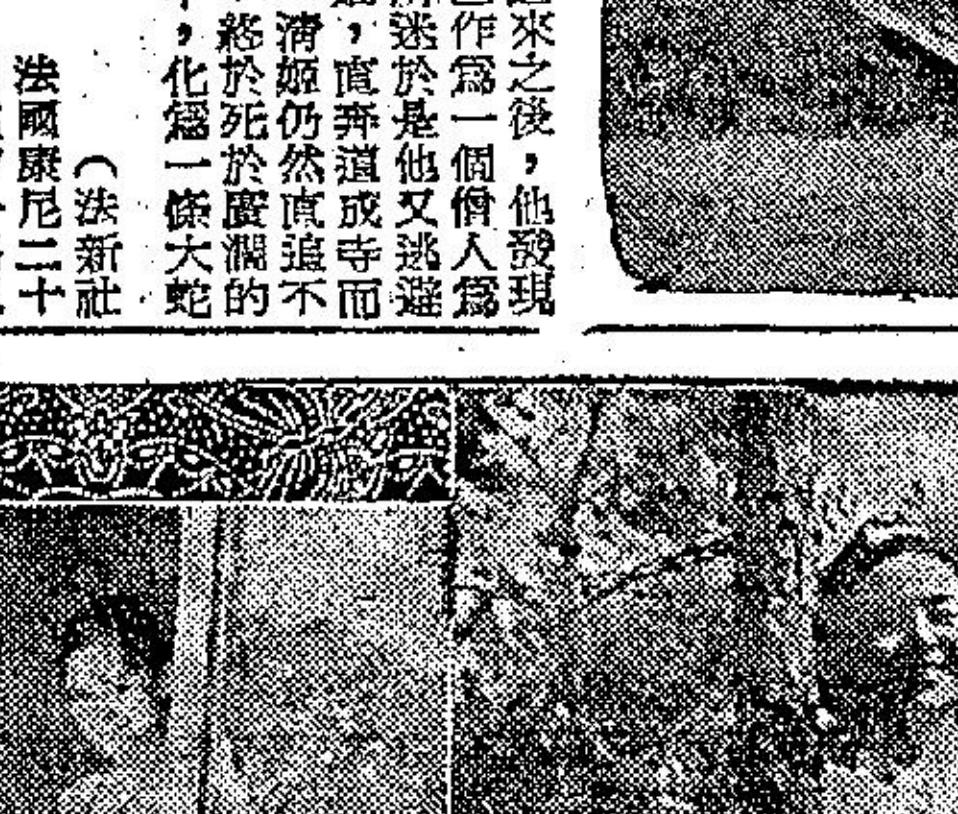 來之後，他發現
作爲一個僧人爲
迷於是他又逃避
，直奔道成寺而
清姬仍然直追不
終於死於腐爛的
，化爲一條大蛇
（法新社
法國康尼二十